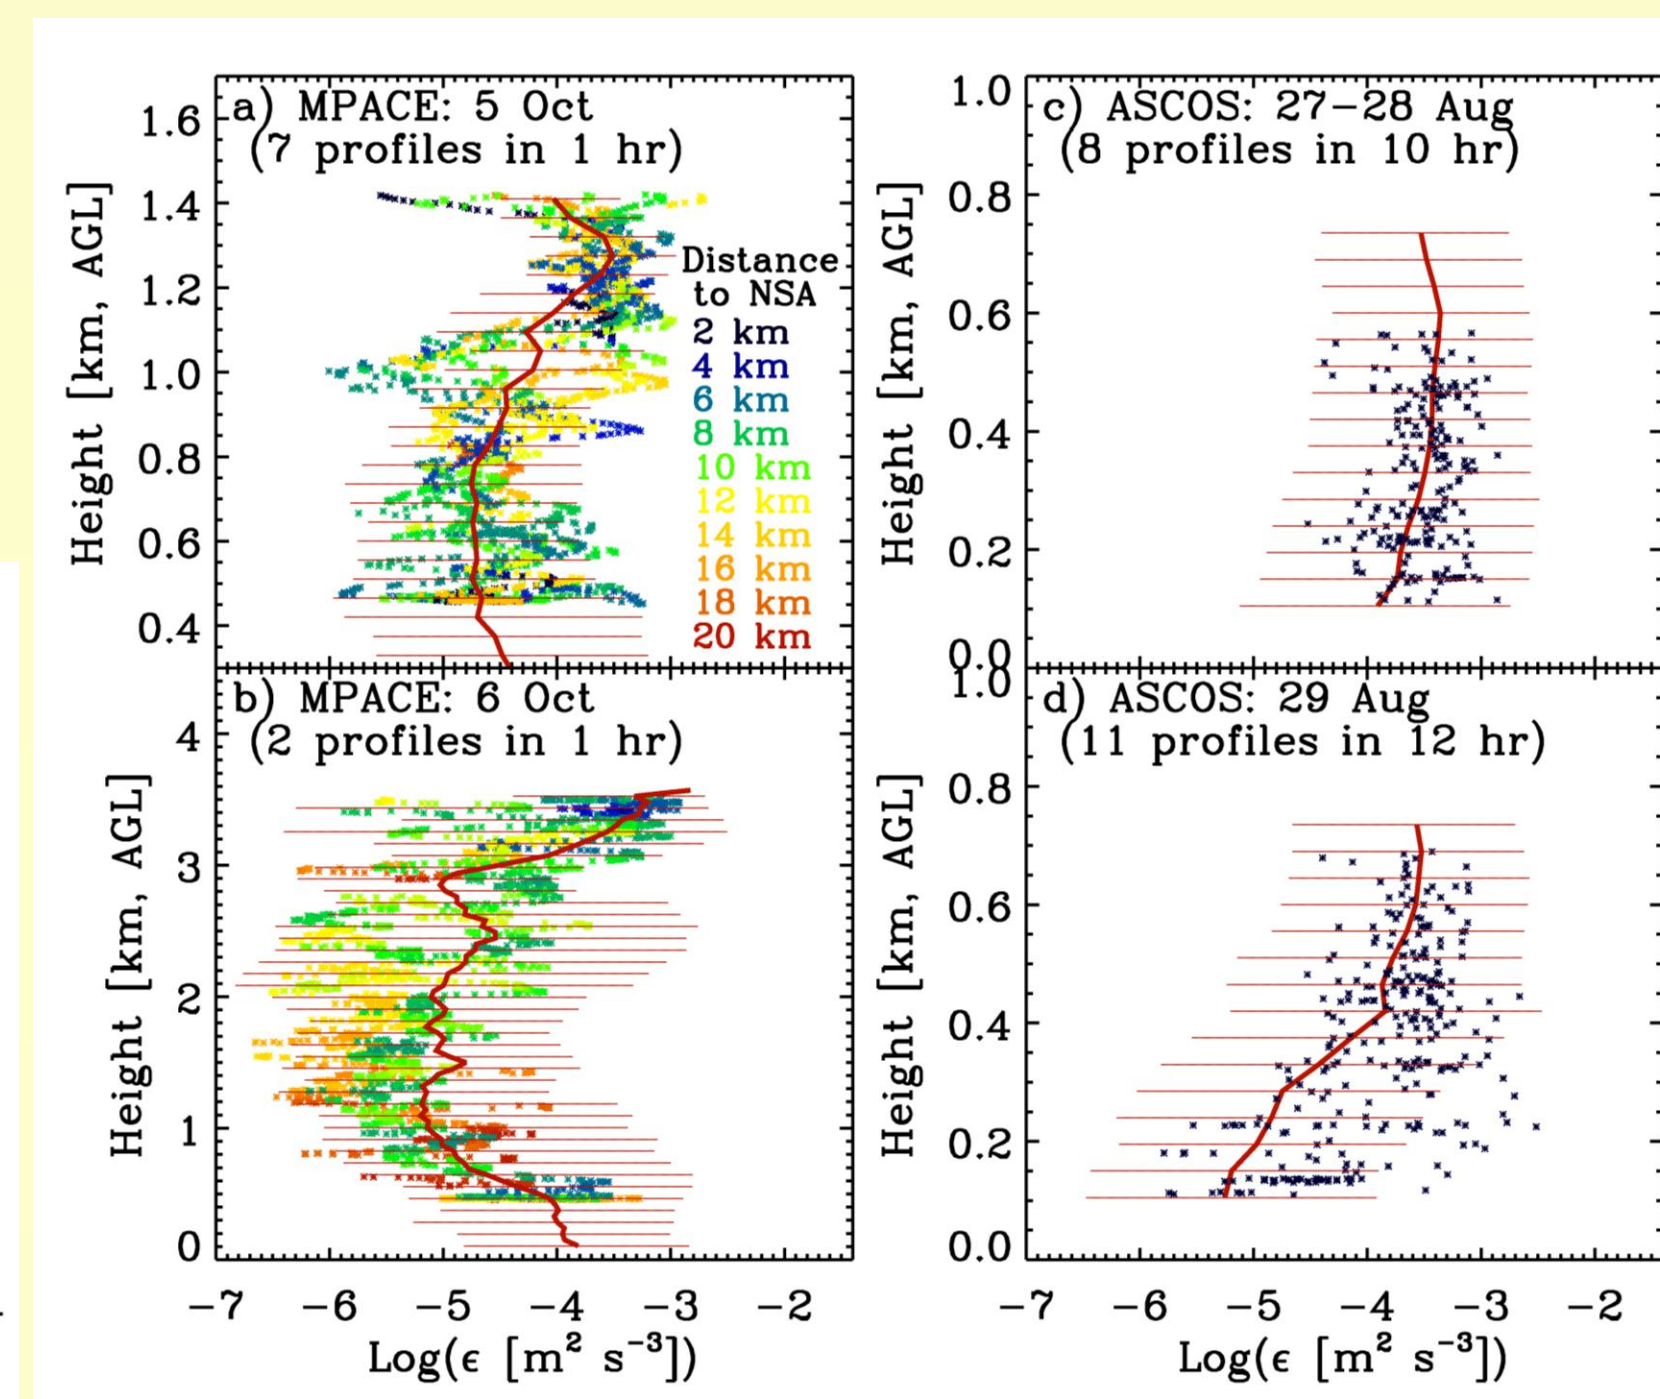 a) MPACE: 5 Oct
(7 profiles in 1 hr)
Height [km, AGL]
1.6
1.4
1.2
1.0
0.8
0.6
0.4
Distance
to NSA
2 km
4 km
6 km
8 km
10 km
12 km
14 km
16 km
18 km
20 km
c) ASCOS: 27-28 Aug
(8 profiles in 10 hr)
Height [km, AGL]
1.0
0.8
0.6
0.4
0.2
0.0
b) MPACE: 6 Oct
(2 profiles in 1 hr)
Height [km, AGL]
4
3
2
1
0
-7 -6 -5 -4 -3 -2
Log(ϵ [m² s⁻³])
d) ASCOS: 29 Aug
(11 profiles in 12 hr)
Height [km, AGL]
1.0
0.8
0.6
0.4
0.2
0.0
-7 -6 -5 -4 -3 -2
Log(ϵ [m² s⁻³])